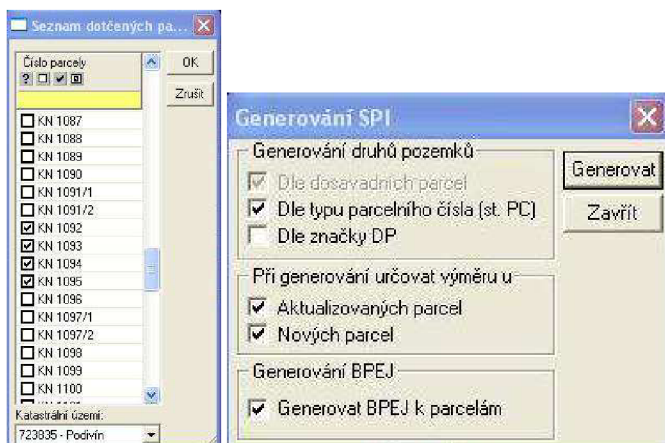 Seznam dotčených pa...
Číslo parcely
OK
Zrušit
KN 1087
KN 1088
KN 1089
KN 1090
KN 1091/1
KN 1091/2
KN 1092
KN 1093
KN 1094
KN 1095
KN 1096
KN 1097/1
KN 1097/2
KN 1098
KN 1099
KN 1100
Katastrální území:
723835 - Podivín
Generování SPI
Generování druhů pozemků
Dle dosavadních parcel
Dle typu parcelního čísla (st. PC)
Dle značky DP
Při generování určovat výměru u
Aktualizovaných parcel
Nových parcel
Generování BPEJ
Generovat BPEJ k parcelám
Generovat
Zavřít